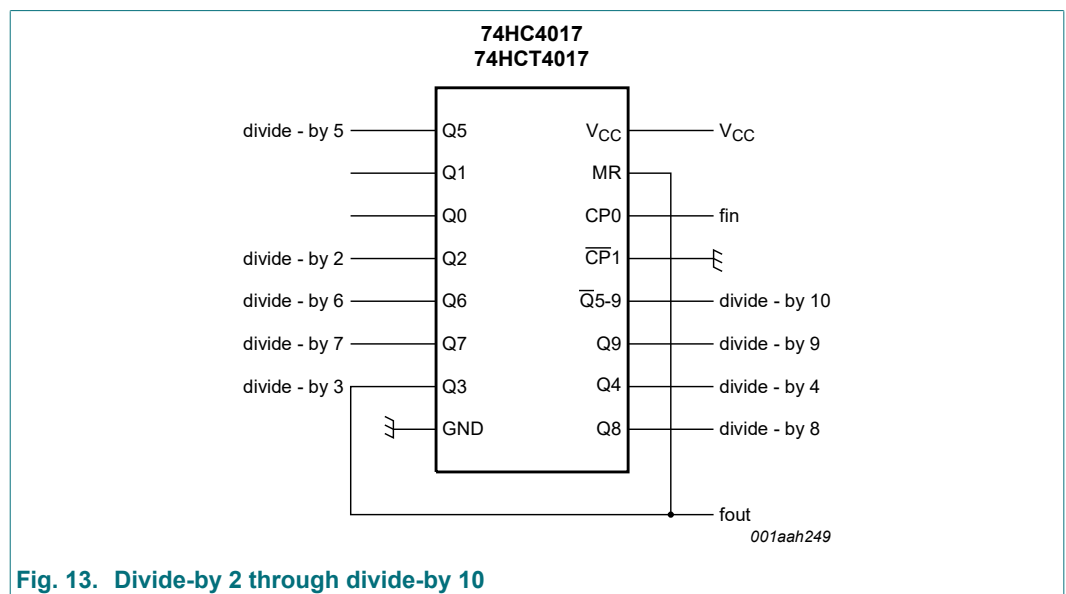 74HC4017
74HCT4017
divide - by 5
Q5
VCC
VCC
Q1
MR
Q0
CP0
fin
divide - by 2
Q2
C̅P̅1
divide - by 6
Q6
Q̅5-9
divide - by 10
divide - by 7
Q7
Q9
divide - by 9
divide - by 3
Q3
Q4
divide - by 4
GND
Q8
divide - by 8
fout
001aah249
Fig. 13. Divide-by 2 through divide-by 10